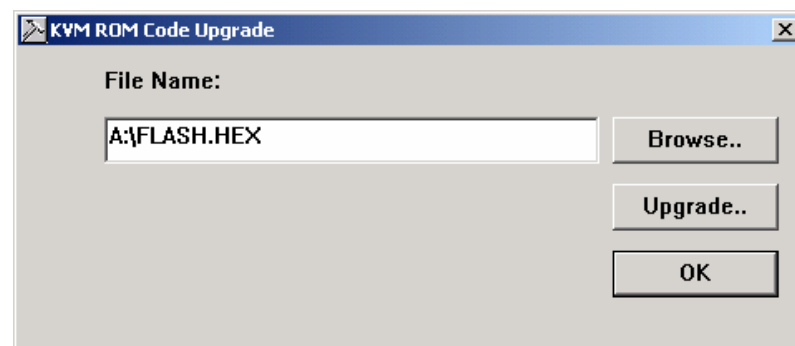 KVM ROM Code Upgrade
File Name:
A:\FLASH.HEX
Browse..
Upgrade..
OK